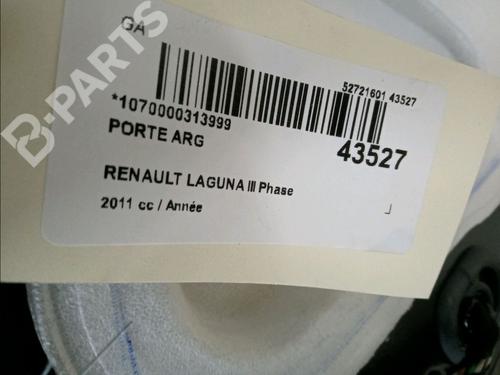 GA
52721601 43527
*1070000313999
PORTE ARG
43527
RENAULT LAGUNA III Phase
2011 cc / Année
B-PARTS